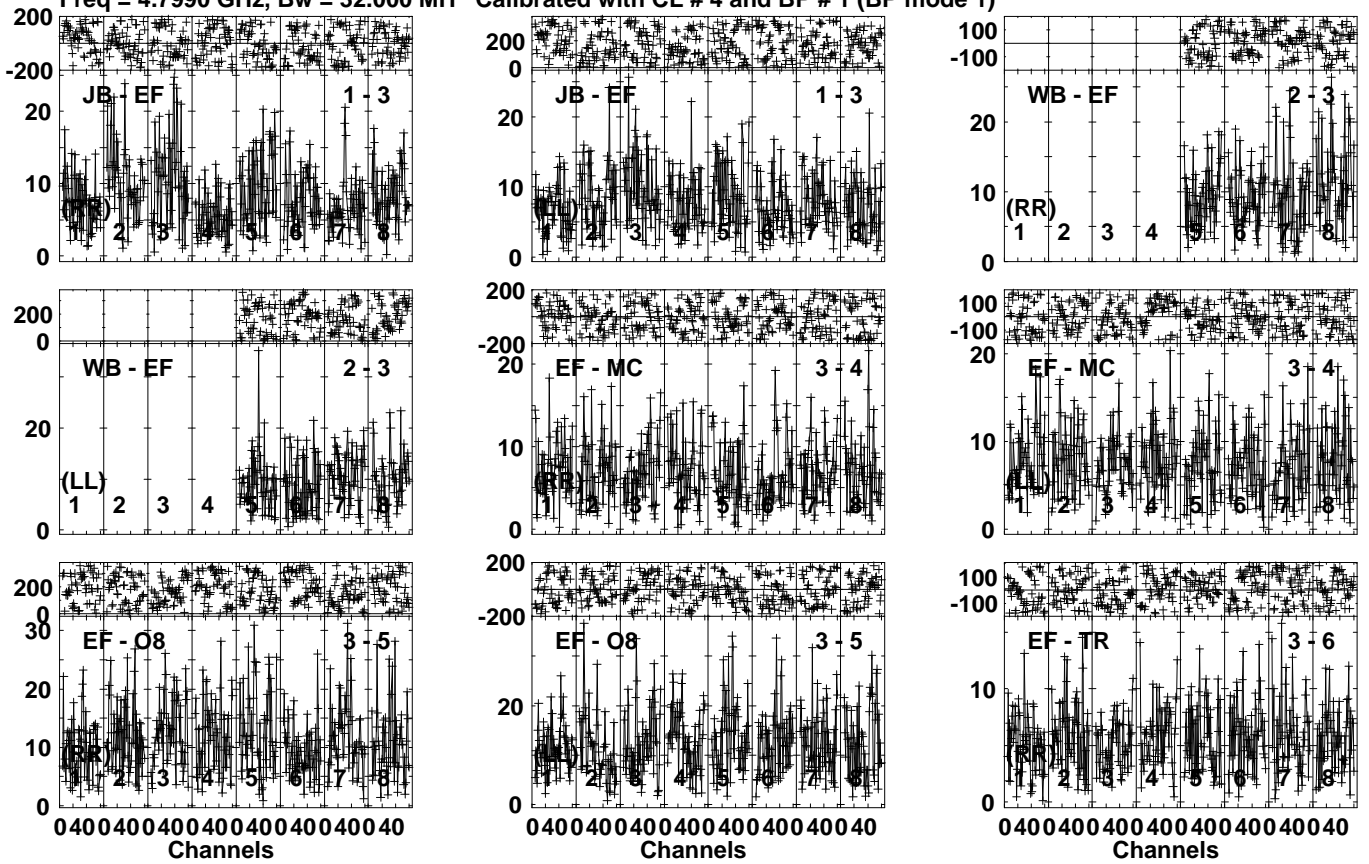 Freq = 4.7990 GHz, Bw = 32.000 MH Calibrated with CL # 4 and BP # 1 (BP mode 1)
200
-200
JB - EF 1 - 3
20
10
0
(RR)
1 2 3 4 5 6 7 8
200
0
JB - EF 1 - 3
20
10
0
(LL)
1 2 3 4 5 6 7 8
100
-100
WB - EF 2 - 3
20
10
0
(RR)
1 2 3 4 5 6 7 8
200
0
WB - EF 2 - 3
20
0
(LL)
1 2 3 4 5 6 7 8
200
-200
EF - MC 3 - 4
20
10
0
(RR)
1 2 3 4 5 6 7 8
100
-100
EF - MC 3 - 4
20
10
0
(LL)
1 2 3 4 5 6 7 8
200
0
EF - O8 3 - 5
30
20
10
0
(RR)
1 2 3 4 5 6 7 8
0 40 0 40 0 40 0 40 0 40 0 40 0 40 0 40
Channels
200
-200
EF - O8 3 - 5
20
0
(LL)
1 2 3 4 5 6 7 8
0 40 0 40 0 40 0 40 0 40 0 40 0 40 0 40
Channels
100
-100
EF - TR 3 - 6
10
0
(RR)
1 2 3 4 5 6 7 8
0 40 0 40 0 40 0 40 0 40 0 40 0 40 0 40
Channels